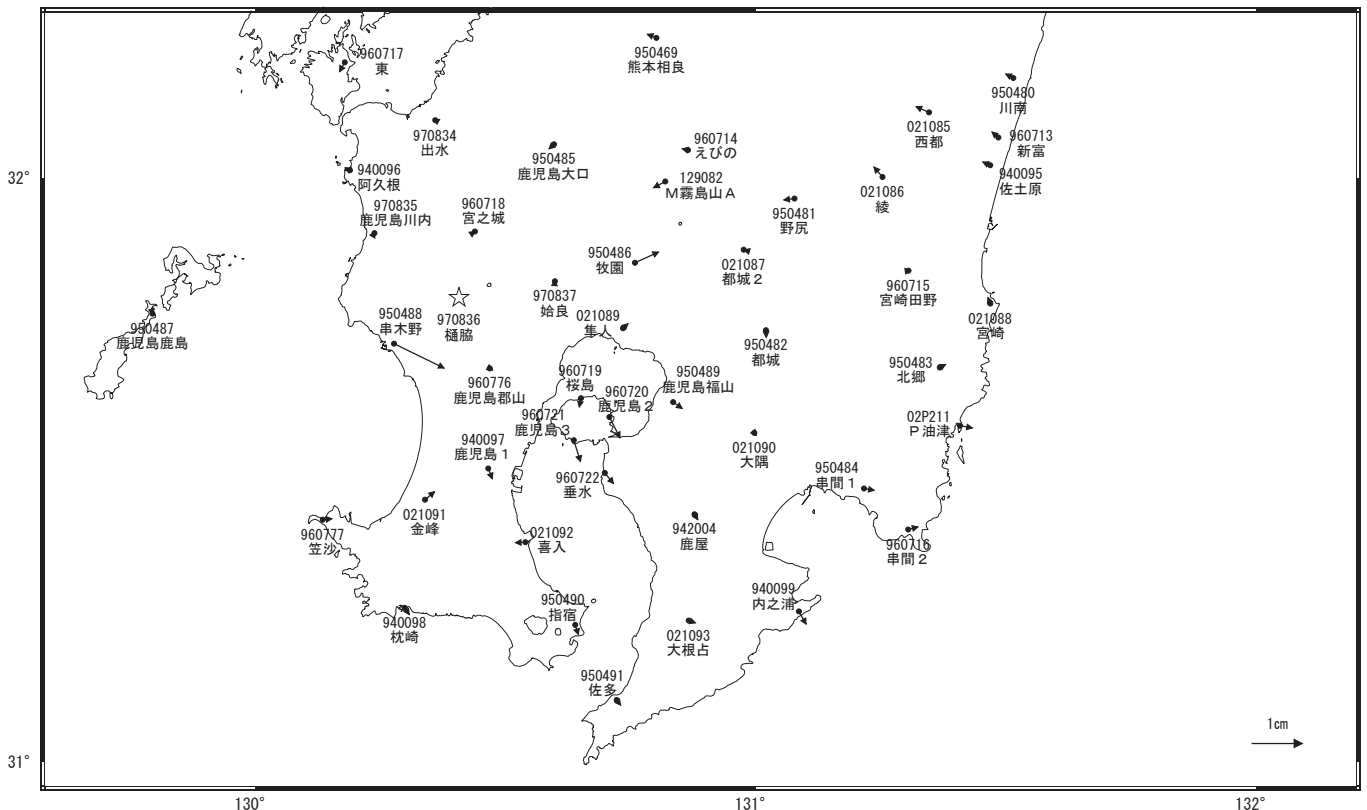 950469
熊本相良
960717
東
950480
川南
021085
西都
960713
新富
970834
出水
960714
えびの
950485
鹿児島大口
940095
佐土原
940096
阿久根
129082
M霧島山A
021086
綾
32°
970835
鹿児島川内
960718
宮之城
950481
野尻
950486
牧園
021087
都城2
960715
宮崎田野
970837
姶良
950487
鹿児島鹿島
950488
串木野
970836
樋脇
021089
隼人
021088
宮崎
950482
都城
950483
北郷
960776
鹿児島郡山
960719
桜島
950489
鹿児島福山
960720
鹿児島2
960721
鹿児島3
02P211
P油津
940097
鹿児島1
021090
大隅
960722
垂水
950484
串間1
021091
金峰
960777
笠沙
021092
喜入
942004
鹿屋
960716
串間2
940098
枕崎
950490
指宿
940099
内之浦
021093
大根占
950491
佐多
1cm
31°
130°
131°
132°